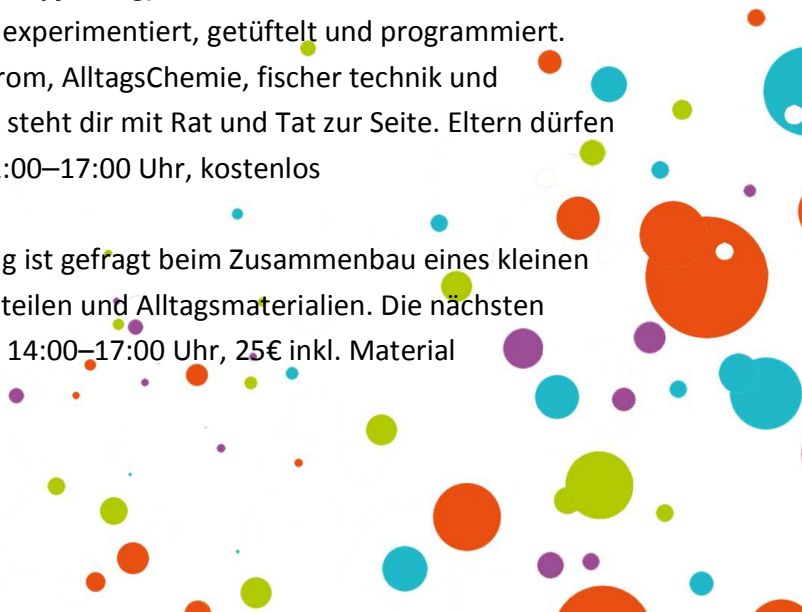 experimentiert, getüftelt und programmiert.
rom, AlltagsChemie, fischer technik und
steht dir mit Rat und Tat zur Seite. Eltern dürfen
:00–17:00 Uhr, kostenlos
g ist gefragt beim Zusammenbau eines kleinen
teilen und Alltagsmaterialien. Die nächsten
14:00–17:00 Uhr, 25€ inkl. Material